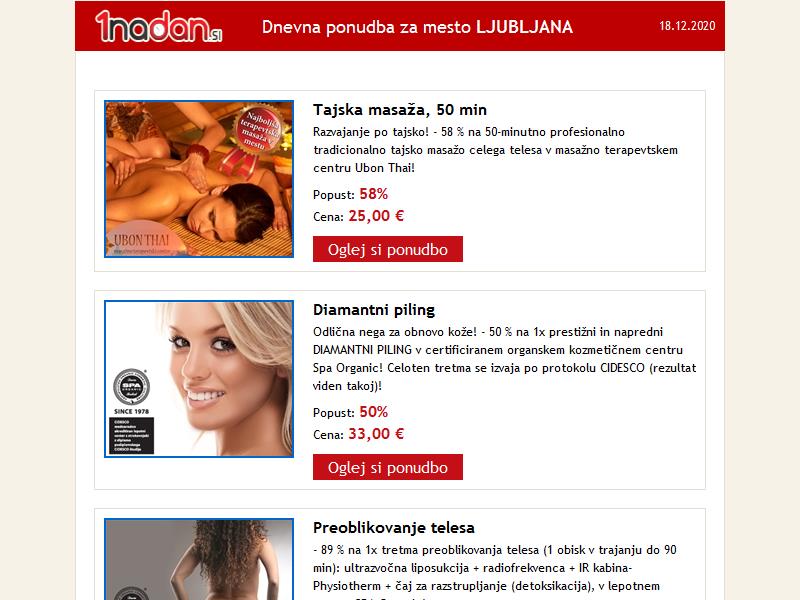 1nadan.si
Dnevna ponudba za mesto LJUBLJANA
18.12.2020
Najboljša
terapevtska
masaža v
mestu
UBON THAI
Tajska masaža, 50 min
Razvajanje po tajsko! - 58 % na 50-minutno profesionalno
tradicionalno tajsko masažo celega telesa v masažno terapevtskem
centru Ubon Thai!
Popust: 58%
Cena: 25,00 €
Oglej si ponudbo
SPA
ORGANIC
SINCE 1978
CIDESCO
Diamantni piling
Odlična nega za obnovo kože! - 50 % na 1x prestižni in napredni
DIAMANTNI PILING v certificiranem organskem kozmetičnem centru
Spa Organic! Celoten tretma se izvaja po protokolu CIDESCO (rezultat
viden takoj)!
Popust: 50%
Cena: 33,00 €
Oglej si ponudbo
Preoblikovanje telesa
- 89 % na 1x tretma preoblikovanja telesa (1 obisk v trajanju do 90
min): ultrazvočna liposukcija + radiofrekvenca + IR kabina-
Physiotherm + čaj za razstrupljanje (detoksikacija), v lepotnem